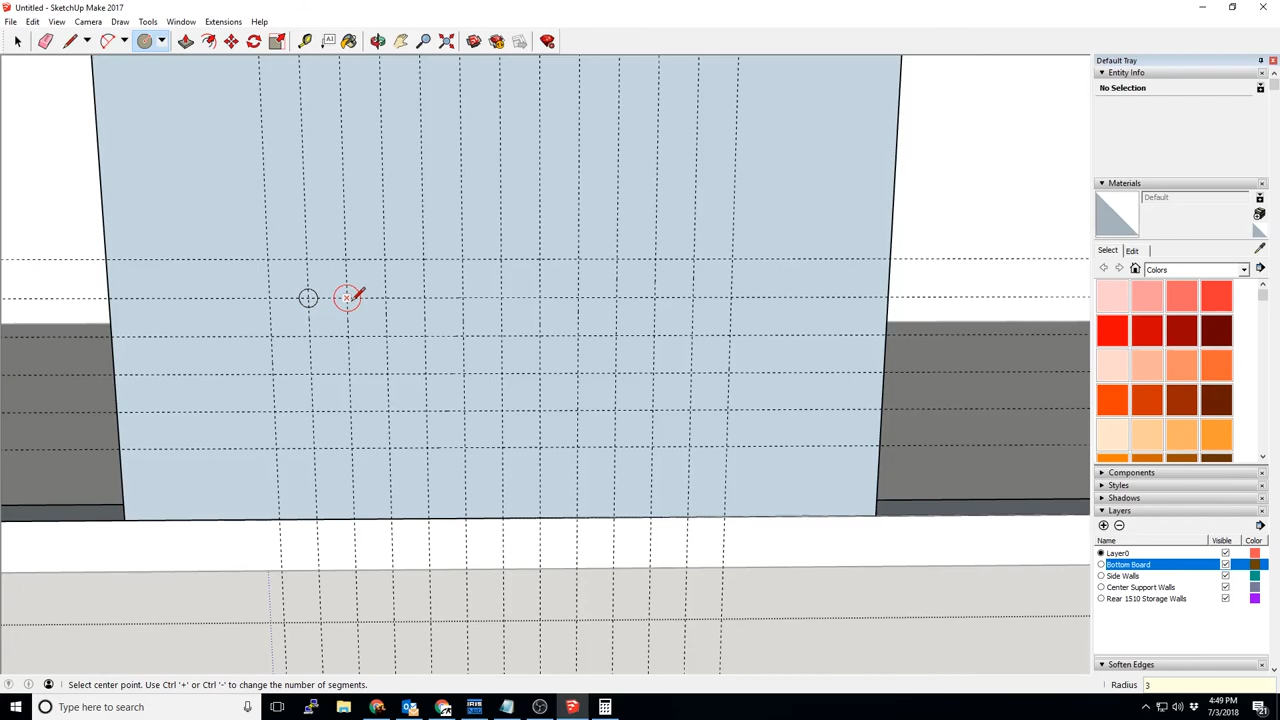 Untitled - SketchUp Make 2017
File Edit View Camera Draw Tools Window Extensions Help
Default Tray
Entity Info
No Selection
Materials
Default
Select Edit
Colors
Components
Styles
Shadows
Layers
Name Visible Color
Layer0
Bottom Board
Side Walls
Center Support Walls
Rear 1510 Storage Walls
Soften Edges
Select center point. Use Ctrl '+' or Ctrl '-' to change the number of segments.
Radius 3
Type here to search
4:49 PM
7/3/2018
21